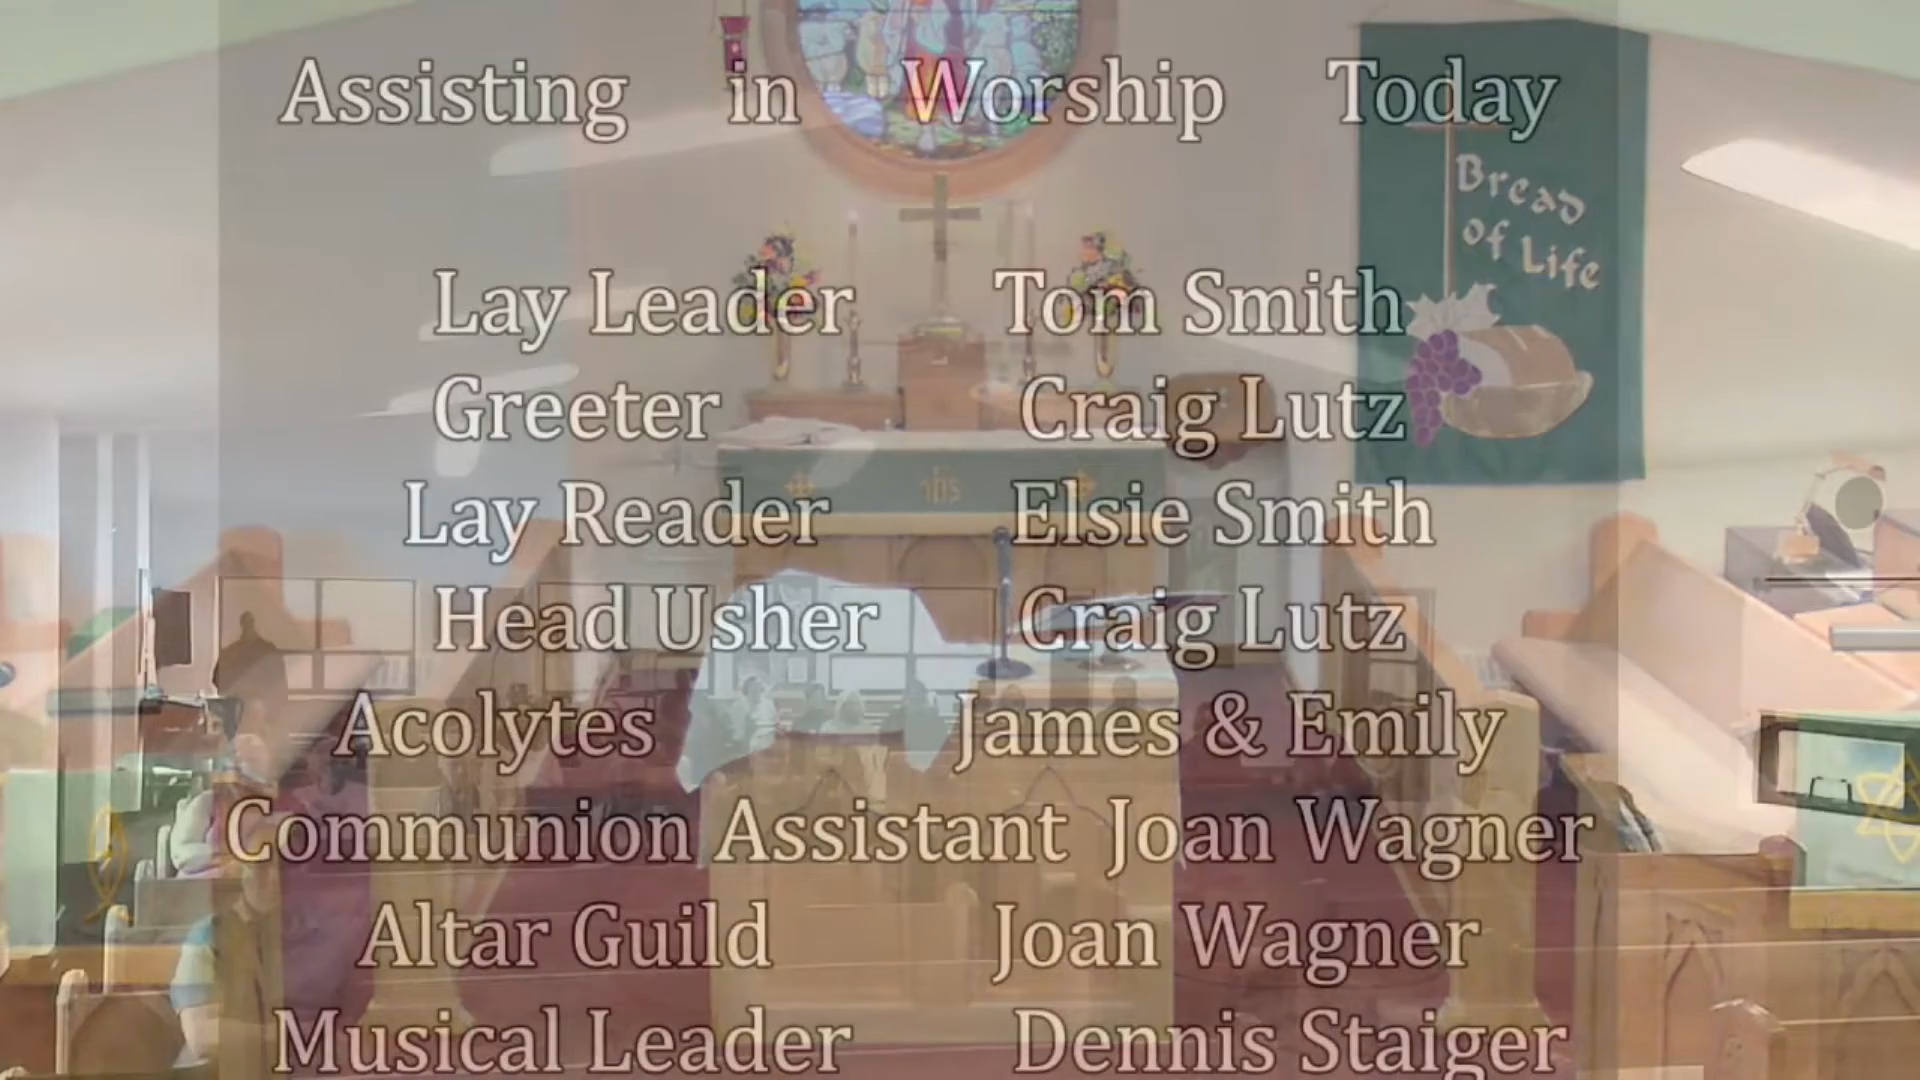 Assisting in Worship Today
Bread
of Life
Lay Leader Tom Smith
Greeter Craig Lutz
IHS
Lay Reader Elsie Smith
Head Usher Craig Lutz
Acolytes James & Emily
Communion Assistant Joan Wagner
Altar Guild Joan Wagner
Musical Leader Dennis Staiger